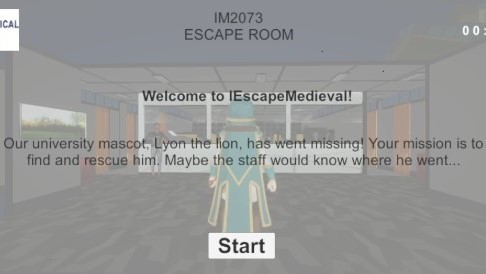 IM2073
ICAL
ESCAPE ROOM
00:
Welcome to IEscapeMedieval!
Our university mascot, Lyon the lion, has went missing! Your mission is to
find and rescue him. Maybe the staff would know where he went...
Start